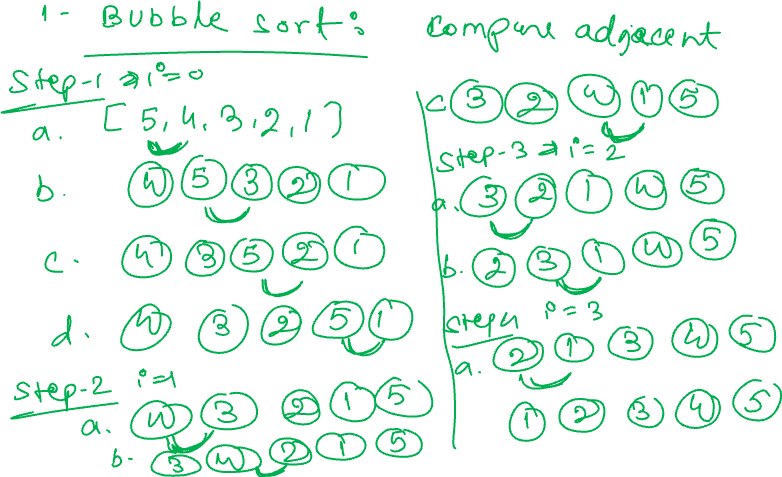 1- Bubble sort: compare adjacent
Step-1 ⇒ i=0
a. [5, 4, 3, 2, 1]
b. 4 5 3 2 1
c. 4 3 5 2 1
d. 4 3 2 5 1
Step-2 i=1
a. 4 3 2 1 5
b- 3 4 2 1 5
c 3 2 4 1 5
Step-3 ⇒ i=2
a. 3 2 1 4 5
b. 2 3 1 4 5
Step4 i=3
a. 2 1 3 4 5
1 2 3 4 5